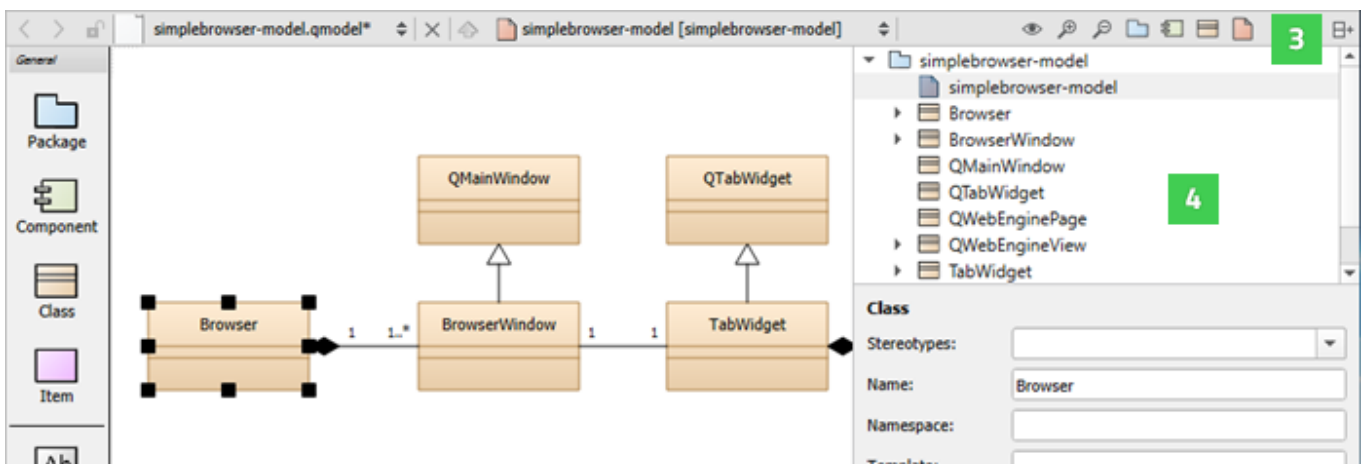 simplebrowser-model.qmodel*
simplebrowser-model [simplebrowser-model]
3
General
Package
Component
Class
Item
Ab
QMainWindow
QTabWidget
Browser
1
1..*
BrowserWindow
1
1
TabWidget
simplebrowser-model
simplebrowser-model
Browser
BrowserWindow
QMainWindow
QTabWidget
QWebEnginePage
QWebEngineView
TabWidget
4
Class
Stereotypes:
Name:
Browser
Namespace:
Template: